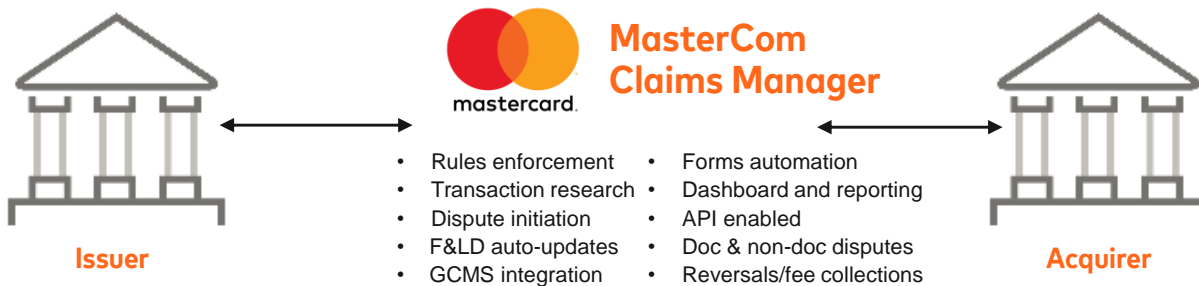 mastercard.
MasterCom
Claims Manager
• Rules enforcement
• Transaction research
• Dispute initiation
• F&LD auto-updates
• GCMS integration
• Forms automation
• Dashboard and reporting
• API enabled
• Doc & non-doc disputes
• Reversals/fee collections
Issuer
Acquirer